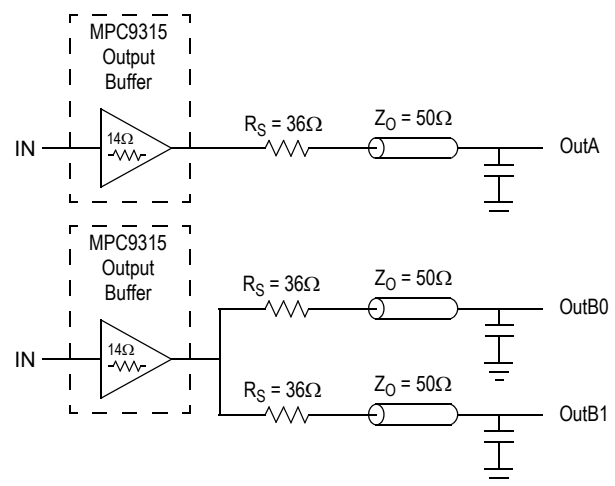 MPC9315
Output
Buffer
14Ω
IN
R_S = 36Ω
Z_O = 50Ω
OutA
MPC9315
Output
Buffer
14Ω
IN
R_S = 36Ω
Z_O = 50Ω
OutB0
R_S = 36Ω
Z_O = 50Ω
OutB1